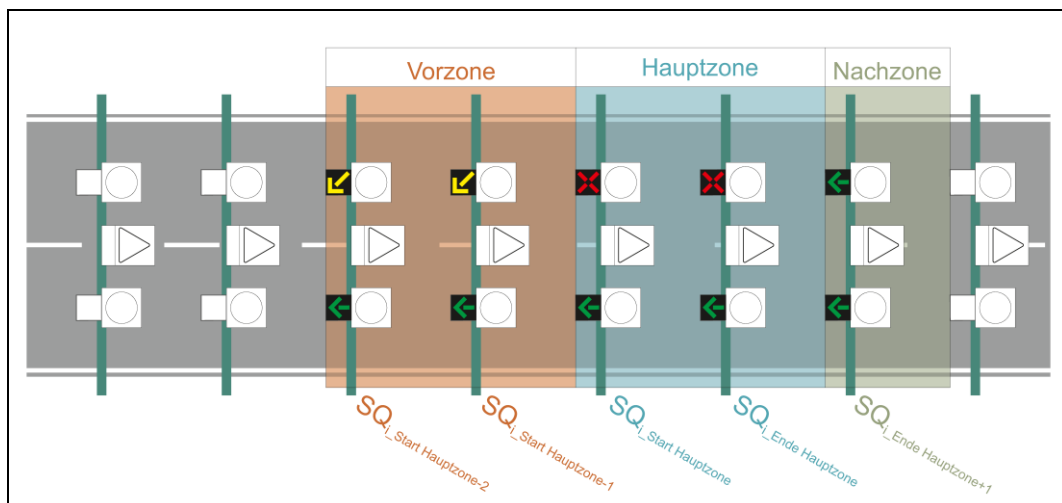 Vorzone
Hauptzone
Nachzone
SQi_Start Hauptzone-2
SQi_Start Hauptzone-1
SQi_Start Hauptzone
SQi_Ende Hauptzone
SQi_Ende Hauptzone+1